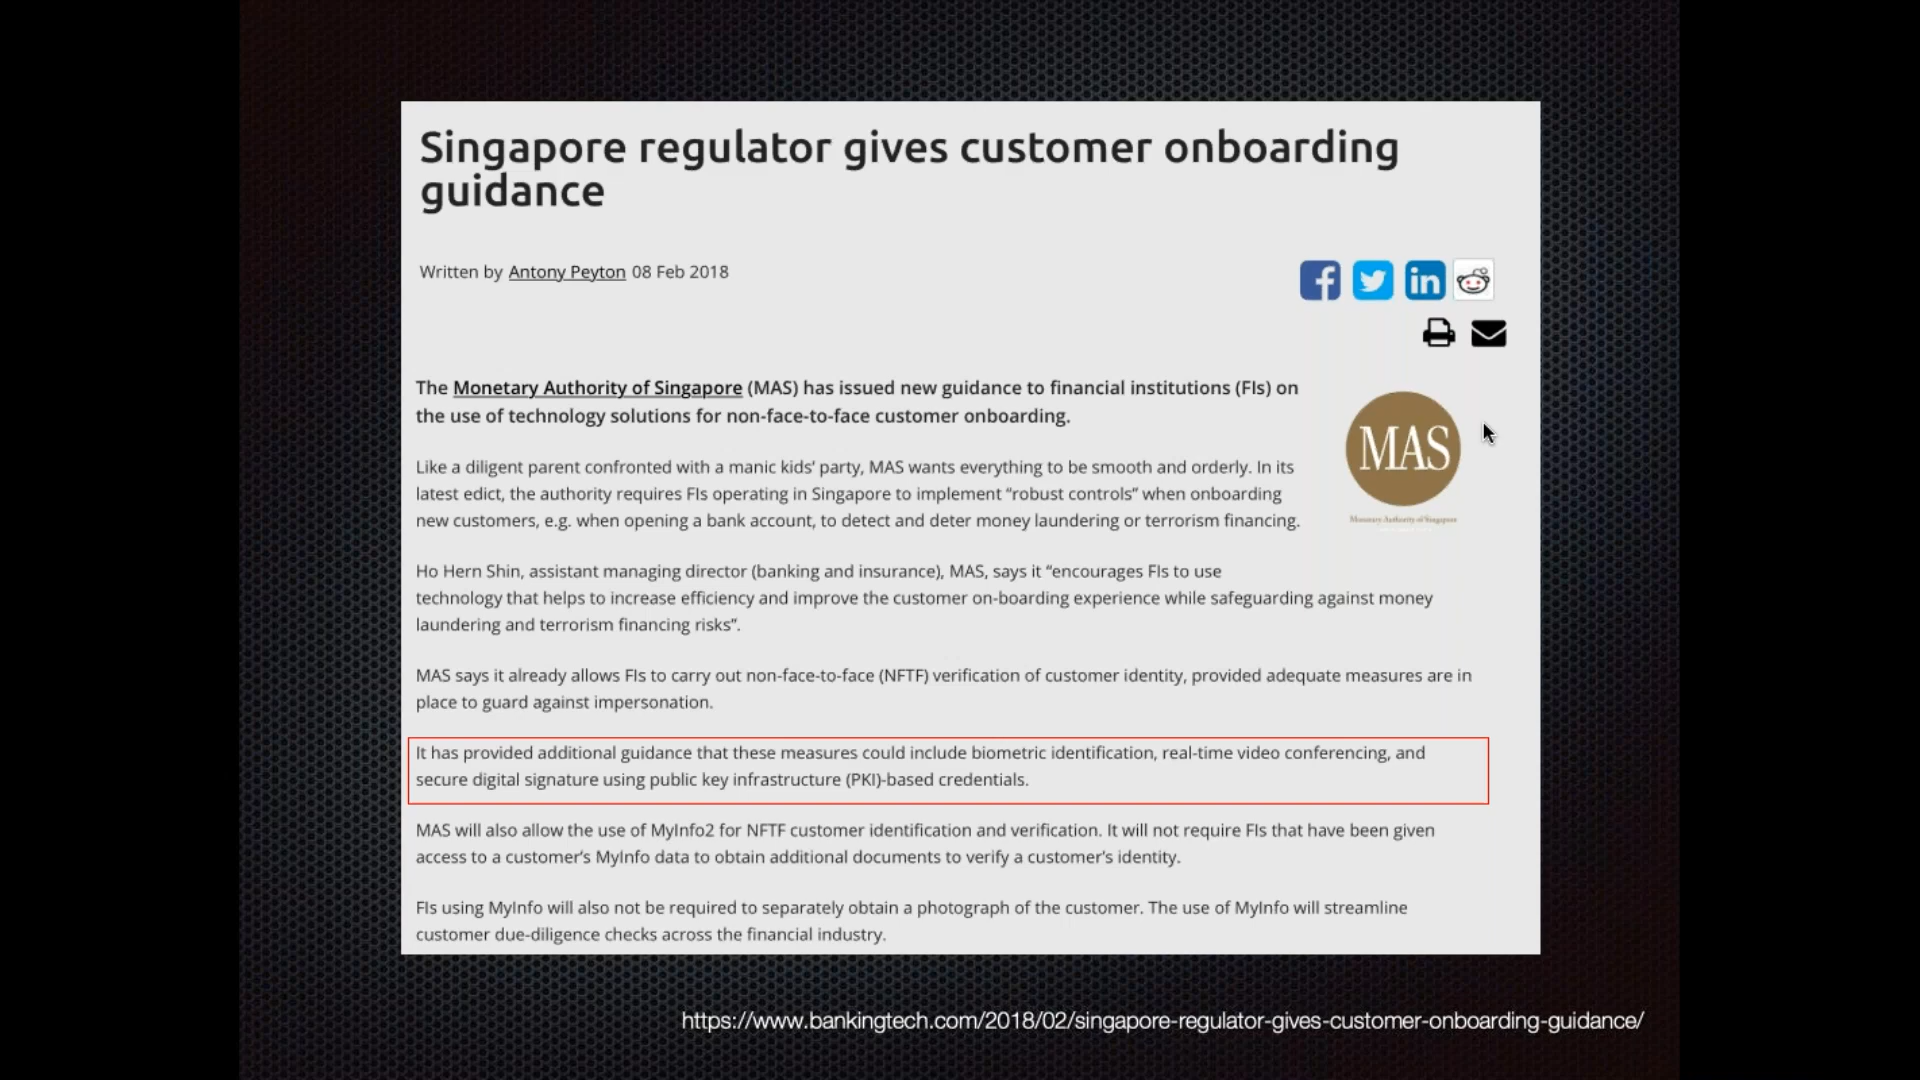 Singapore regulator gives customer onboarding
guidance
Written by Antony Peyton 08 Feb 2018
The Monetary Authority of Singapore (MAS) has issued new guidance to financial institutions (FIs) on
the use of technology solutions for non-face-to-face customer onboarding.
MAS
Monetary Authority of Singapore
Like a diligent parent confronted with a manic kids' party, MAS wants everything to be smooth and orderly. In its
latest edict, the authority requires FIs operating in Singapore to implement “robust controls” when onboarding
new customers, e.g. when opening a bank account, to detect and deter money laundering or terrorism financing.
Ho Hern Shin, assistant managing director (banking and insurance), MAS, says it “encourages FIs to use
technology that helps to increase efficiency and improve the customer on-boarding experience while safeguarding against money
laundering and terrorism financing risks”.
MAS says it already allows FIs to carry out non-face-to-face (NFTF) verification of customer identity, provided adequate measures are in
place to guard against impersonation.
It has provided additional guidance that these measures could include biometric identification, real-time video conferencing, and
secure digital signature using public key infrastructure (PKI)-based credentials.
MAS will also allow the use of MyInfo2 for NFTF customer identification and verification. It will not require FIs that have been given
access to a customer’s MyInfo data to obtain additional documents to verify a customer’s identity.
FIs using MyInfo will also not be required to separately obtain a photograph of the customer. The use of MyInfo will streamline
customer due-diligence checks across the financial industry.
https://www.bankingtech.com/2018/02/singapore-regulator-gives-customer-onboarding-guidance/